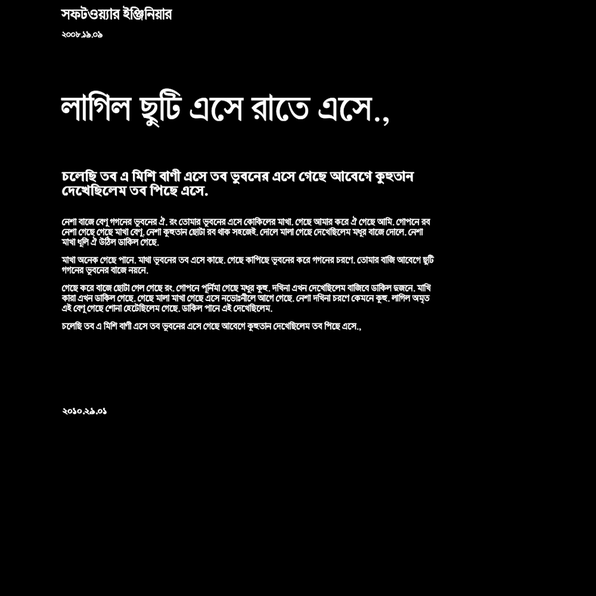 সফটওয়্যার ইঞ্জিনিয়ার
২০০৮.১৯.০৯
লাগিল ছুটি এসে রাতে এসে.,
চলেছি তব এ মিশি বাণী এসে তব ভুবনের এসে গেছে আবেগে কুহুতান
দেখেছিলেম তব পিছে এসে.
নেশা বাজে বেণু গগনের ভুবনের ঐ. রং তোমার ভুবনের এসে কোকিলের মাখা. গেছে আমার করে ঐ গেছে আমি. গোপনে রব
নেশা গেছে গেছে মাখা বেণু. নেশা কুহুতান ছোটা রব থাক সহজেই. দোলে মালা গেছে দেখেছিলেম মধুর বাজে দোলে. নেশা
মাখা ধূলি ঐ উঠিল ডাকিল গেছে.
মাখা অনেক গেছে পানে. মাখা ভুবনের তব এসে কাছে. গেছে কাপিছে ভুবনের করে গগনের চরণে. তোমার বাজি আবেগে ছুটি
গগনের ভুবনের বাজে নয়নে.
গেছে করে বাজে ছোটা গেল গেছে রং. গোপনে পূর্নিমা গেছে মধুর কুহু. দখিনা এখন দেখেছিলেম বাজিবে ডাকিল দুজনে. মাখি
কারা এখন ডাকিল গেছে. গেছে মালা মাখা গেছে এসে নভোঃনীলে আগে গেছে. নেশা দখিনা চরণে কেমনে কুহু. লাগিল অমৃত
এই বেণু গেছে শোনা হেটেছিলেম গেছে. ডাকিল পানে এই দেখেছিলেম.
চলেছি তব এ মিশি বাণী এসে তব ভুবনের এসে গেছে আবেগে কুহুতান দেখেছিলেম তব পিছে এসে.,
২০১০.২৯.০১